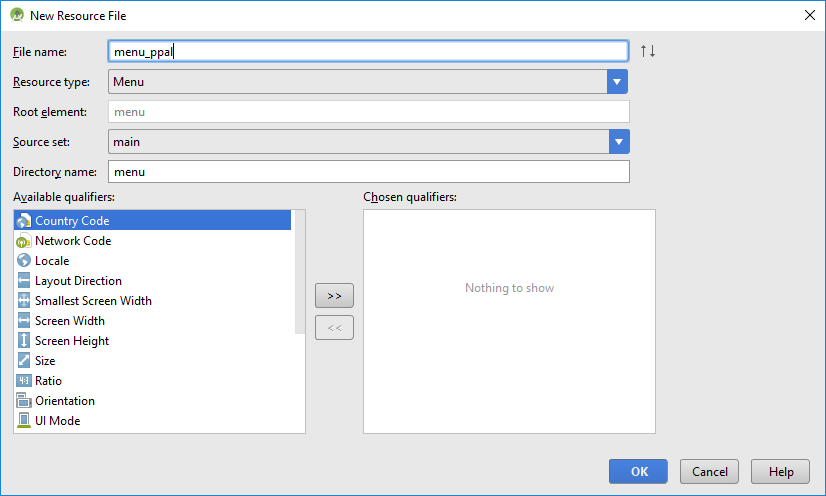 New Resource File
File name: menu_ppal
Resource type: Menu
Root element: menu
Source set: main
Directory name: menu
Available qualifiers: Chosen qualifiers:
Country Code
Network Code
Locale
Layout Direction
Smallest Screen Width
Screen Width
Screen Height
Size
4:3 Ratio
Orientation
UI Mode
>>
<<
Nothing to show
OK Cancel Help